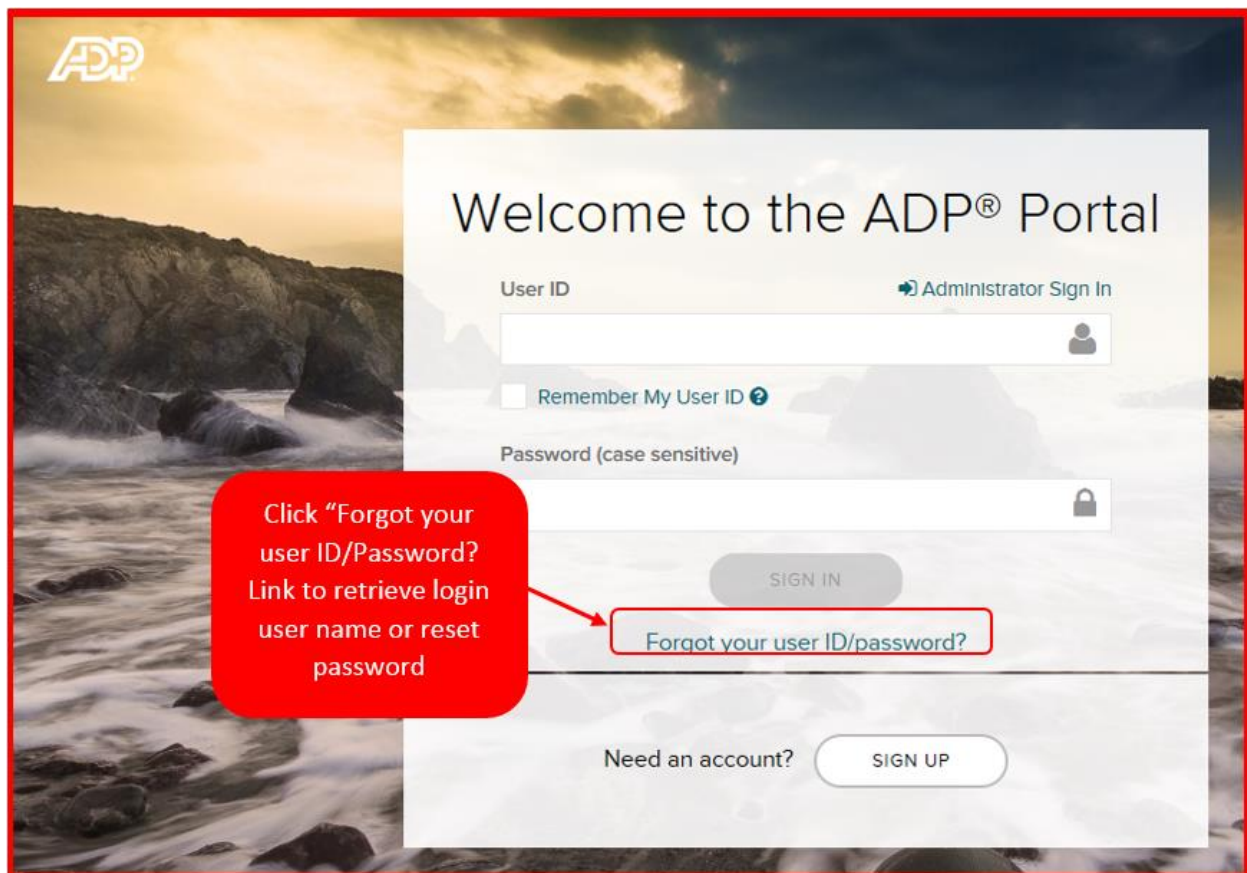 ADP
Welcome to the ADP® Portal
User ID
Administrator Sign In
Remember My User ID
Password (case sensitive)
Click “Forgot your
user ID/Password?
Link to retrieve login
user name or reset
password
SIGN IN
Forgot your user ID/password?
Need an account?
SIGN UP